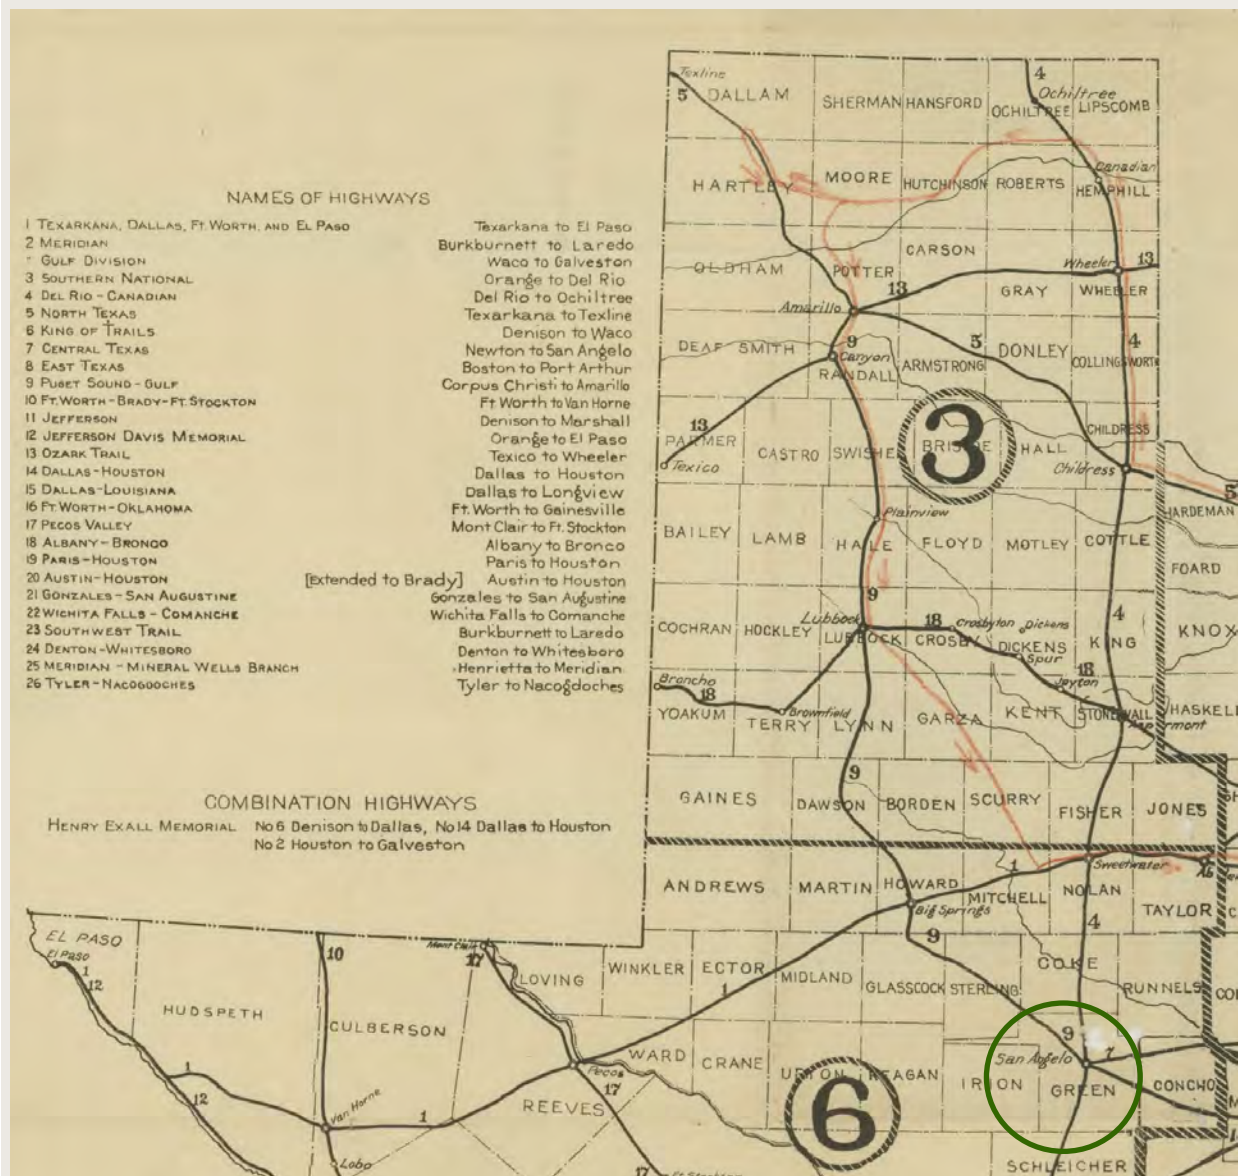 NAMES OF HIGHWAYS
1 TEXARKANA, DALLAS, FT. WORTH, AND EL PASO Texarkana to El Paso
2 MERIDIAN Burkburnett to Laredo
" GULF DIVISION Waco to Galveston
3 SOUTHERN NATIONAL Orange to Del Rio
4 DEL RIO - CANADIAN Del Rio to Ochiltree
5 NORTH TEXAS Texarkana to Texline
6 KING OF TRAILS Denison to Waco
7 CENTRAL TEXAS Newton to San Angelo
8 EAST TEXAS Boston to Port Arthur
9 PUGET SOUND - GULF Corpus Christi to Amarillo
10 FT. WORTH - BRADY - FT. STOCKTON Ft Worth to Van Horne
11 JEFFERSON Denison to Marshall
12 JEFFERSON DAVIS MEMORIAL Orange to El Paso
13 OZARK TRAIL Texico to Wheeler
14 DALLAS - HOUSTON Dallas to Houston
15 DALLAS - LOUISIANA Dallas to Longview
16 FT. WORTH - OKLAHOMA Ft. Worth to Gainesville
17 PECOS VALLEY Mont Clair to Ft. Stockton
18 ALBANY - BRONCO Albany to Bronco
19 PARIS - HOUSTON Paris to Houston
20 AUSTIN - HOUSTON [Extended to Brady] Austin to Houston
21 GONZALES - SAN AUGUSTINE Gonzales to San Augustine
22 WICHITA FALLS - COMANCHE Wichita Falls to Comanche
23 SOUTHWEST TRAIL Burkburnett to Laredo
24 DENTON - WHITESBORO Denton to Whitesboro
25 MERIDIAN - MINERAL WELLS BRANCH Henrietta to Meridian
26 TYLER - NACOGDOCHES Tyler to Nacogdoches
COMBINATION HIGHWAYS
HENRY EXALL MEMORIAL No 6 Denison to Dallas, No 14 Dallas to Houston
No 2 Houston to Galveston
Texline
4
5 DALLAM
Ochiltree
SHERMAN HANSFORD OCHILTREE LIPSCOMB
Canadian
HARTLEY MOORE HUTCHINSON ROBERTS HEMPHILL
CARSON
OLDHAM POTTER Wheeler 13
13 GRAY WHEELER
Amarillo
DEAF SMITH 9 5 DONLEY 4
Canyon ARMSTRONG COLLINGSWORTH
RANDALL
13
PARMER CASTRO SWISHER BRISCOE HALL CHILDRESS
3
Texico Childress
5
Plainview HARDEMAN
BAILEY LAMB HALE FLOYD MOTLEY COTTLE
FOARD
9
Lubbock 18 Crosbyton Dickens 4
COCHRAN HOCKLEY LUBBOCK CROSBY DICKENS KING KNOX
Spur
Broncho 18 Jayton 18
YOAKUM Brownfield GARZA KENT STONEWALL HASKELL
TERRY LYNN Aspermont
9
GAINES DAWSON BORDEN SCURRY FISHER JONES
1 Sweetwater
ANDREWS MARTIN HOWARD MITCHELL NOLAN
Big Springs TAYLOR
4
EL PASO 10 Mont Clair 9
El Paso 17 COKE
1 LOVING WINKLER ECTOR MIDLAND GLASSCOCK STERLING RUNNELS
12 1
HUDSPETH
CULBERSON 9
San Angelo 7
WARD CRANE UPTON REAGAN IRION GREEN CONCHO
1 Pecos 6
12 17
Van Horne 1 REEVES
Lobo
SCHLEICHER
17 Ft. Stockton